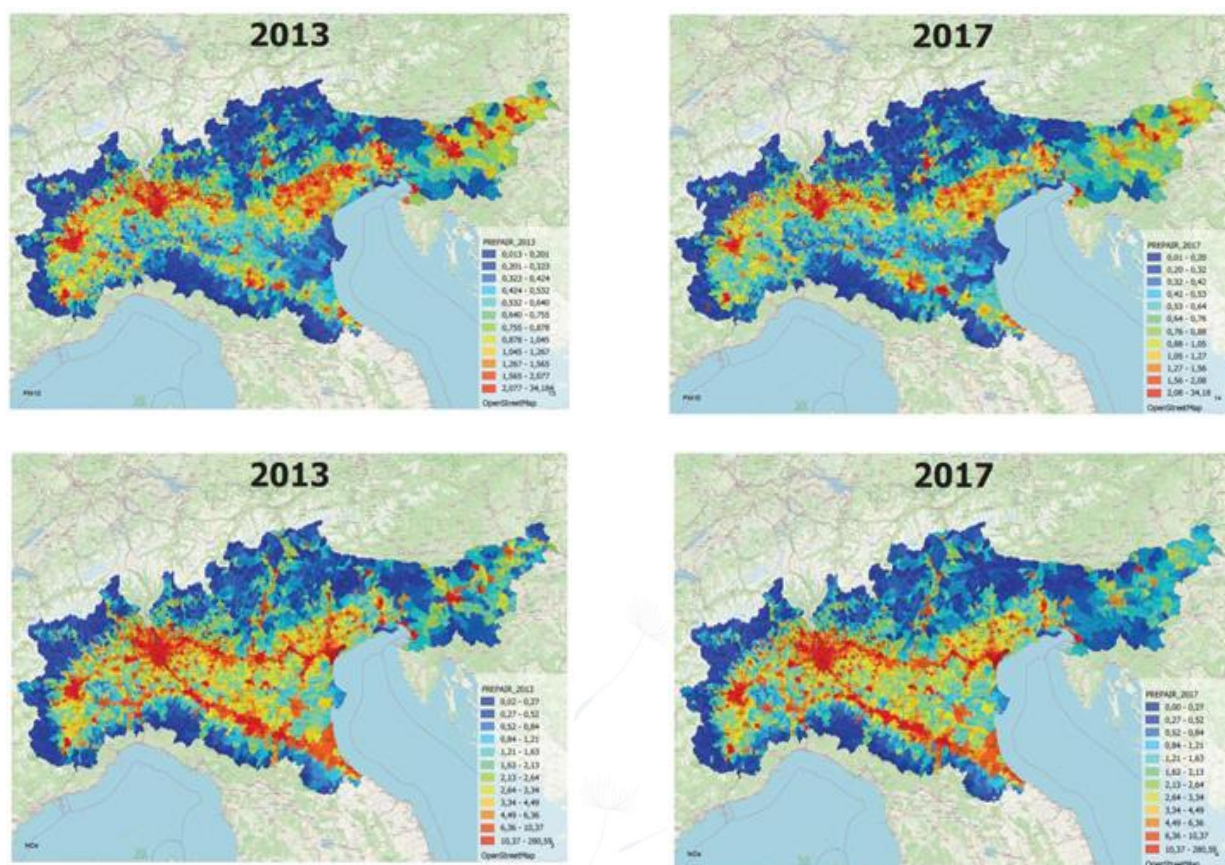 2013
PREPAIR_2013
0,013 - 0,201
0,201 - 0,323
0,323 - 0,424
0,424 - 0,532
0,532 - 0,640
0,640 - 0,755
0,755 - 0,878
0,878 - 1,045
1,045 - 1,267
1,267 - 1,565
1,565 - 2,077
2,077 - 34,184
OpenStreetMap
PM10
13
2017
PREPAIR_2017
0,01 - 0,20
0,20 - 0,32
0,32 - 0,42
0,42 - 0,53
0,53 - 0,64
0,64 - 0,76
0,76 - 0,88
0,88 - 1,05
1,05 - 1,27
1,27 - 1,56
1,56 - 2,08
2,08 - 34,18
OpenStreetMap
PM10
14
2013
PREPAIR_2013
0,02 - 0,27
0,27 - 0,52
0,52 - 0,84
0,84 - 1,21
1,21 - 1,63
1,63 - 2,13
2,13 - 2,64
2,64 - 3,34
3,34 - 4,49
4,49 - 6,36
6,36 - 10,37
10,37 - 280,59
OpenStreetMap
NOx
2017
PREPAIR_2017
0,00 - 0,27
0,27 - 0,52
0,52 - 0,84
0,84 - 1,21
1,21 - 1,63
1,62 - 2,13
2,13 - 2,64
2,64 - 3,34
3,34 - 4,49
4,49 - 6,36
6,36 - 10,37
10,37 - 280,59
OpenStreetMap
NOx